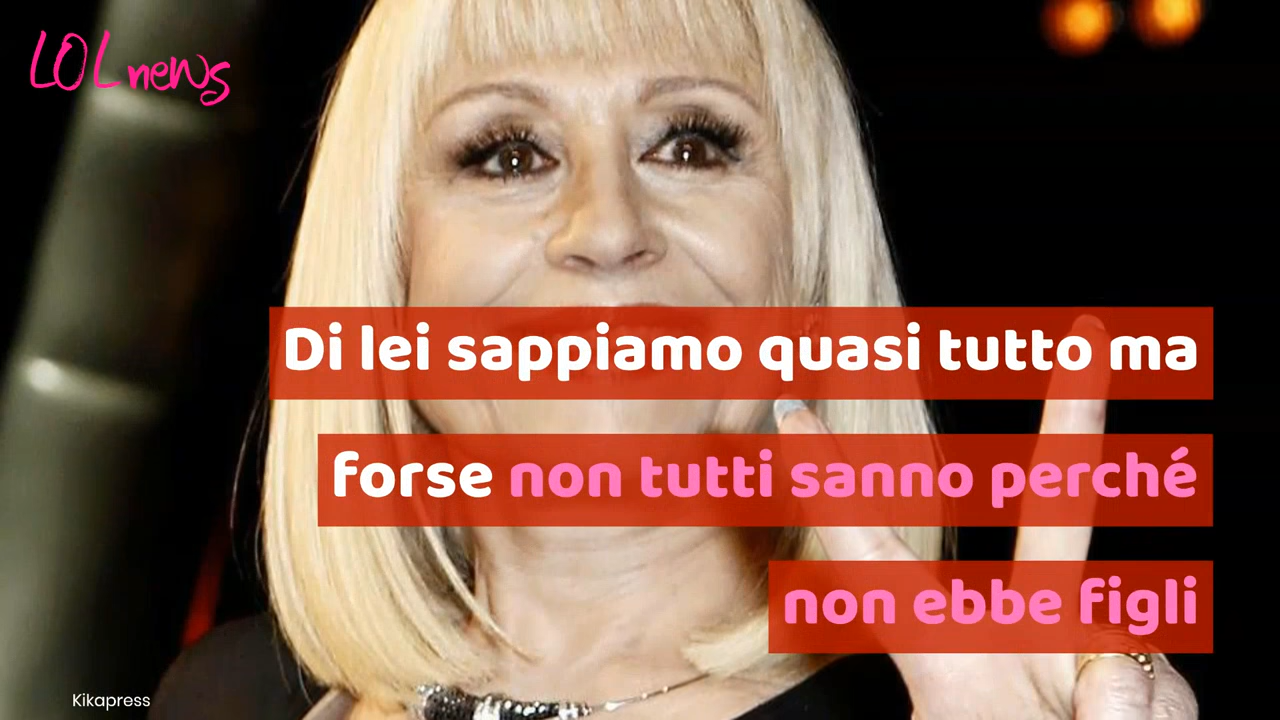 LOL news
Di lei sappiamo quasi tutto ma
forse non tutti sanno perché
non ebbe figli
Kikapress